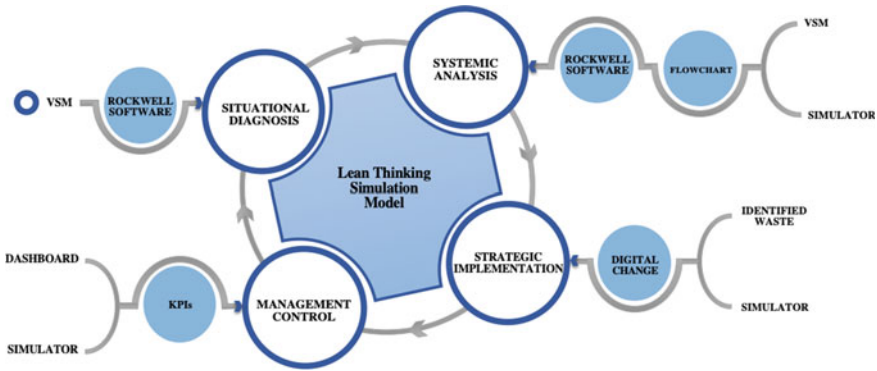 VSM
ROCKWELL
SOFTWARE
SITUATIONAL
DIAGNOSIS
SYSTEMIC
ANALYSIS
ROCKWELL
SOFTWARE
FLOWCHART
VSM
SIMULATOR
Lean Thinking
Simulation
Model
DASHBOARD
SIMULATOR
KPIs
MANAGEMENT
CONTROL
STRATEGIC
IMPLEMENTATION
DIGITAL
CHANGE
IDENTIFIED
WASTE
SIMULATOR